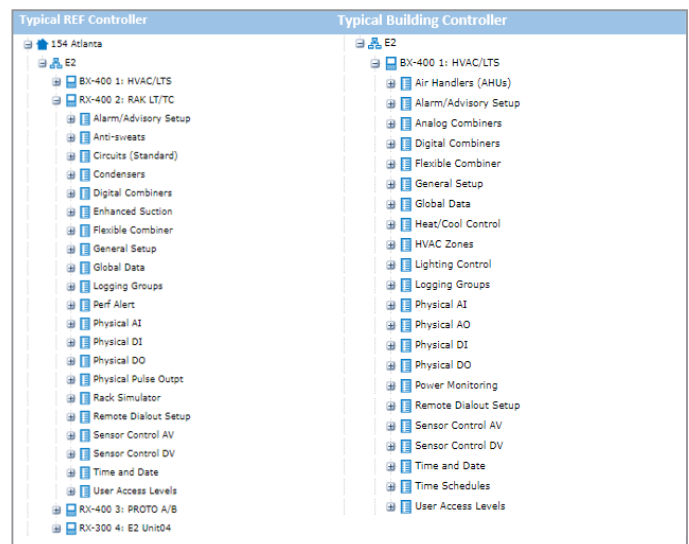 Typical REF Controller
154 Atlanta
E2
BX-400 1: HVAC/LTS
RX-400 2: RAK LT/TC
Alarm/Advisory Setup
Anti-sweats
Circuits (Standard)
Condensers
Digital Combiners
Enhanced Suction
Flexible Combiner
General Setup
Global Data
Logging Groups
Perf Alert
Physical AI
Physical DI
Physical DO
Physical Pulse Outpt
Rack Simulator
Remote Dialout Setup
Sensor Control AV
Sensor Control DV
Time and Date
User Access Levels
RX-400 3: PROTO A/B
RX-300 4: E2 Unit04
Typical Building Controller
E2
BX-400 1: HVAC/LTS
Air Handlers (AHUs)
Alarm/Advisory Setup
Analog Combiners
Digital Combiners
Flexible Combiner
General Setup
Global Data
Heat/Cool Control
HVAC Zones
Lighting Control
Logging Groups
Physical AI
Physical AO
Physical DI
Physical DO
Power Monitoring
Remote Dialout Setup
Sensor Control AV
Sensor Control DV
Time and Date
Time Schedules
User Access Levels